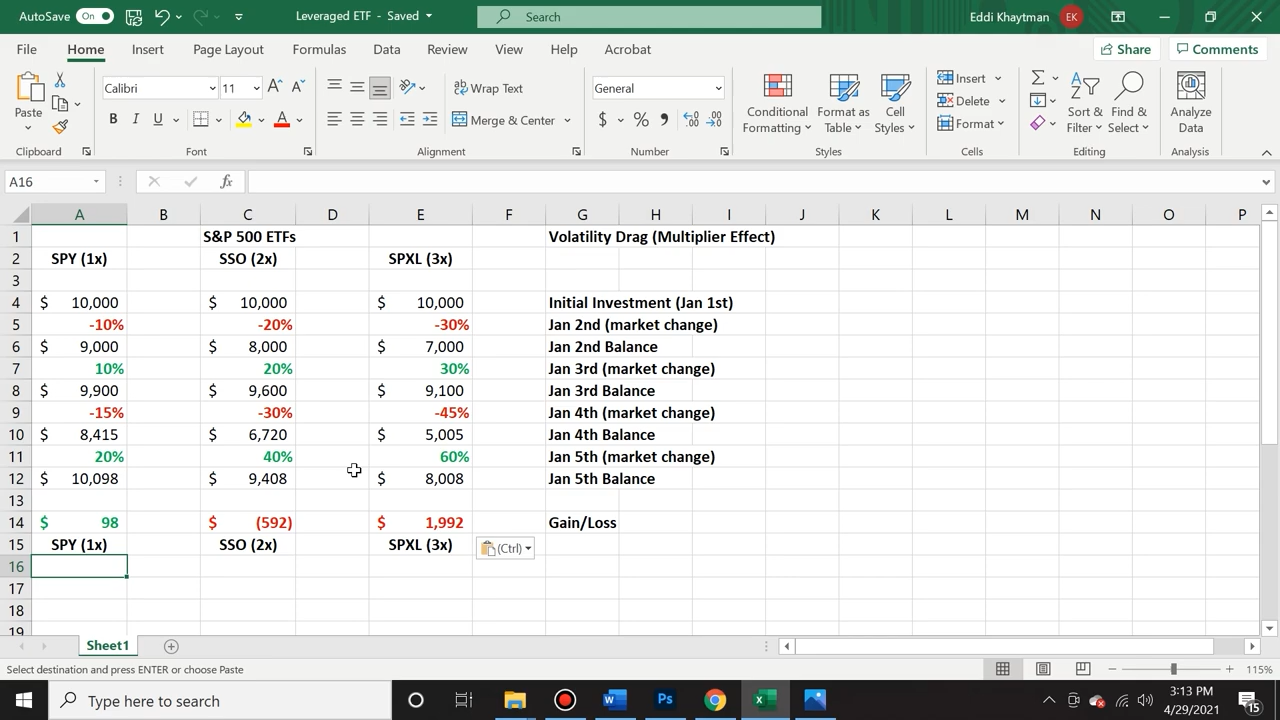 AutoSave On Leveraged ETF - Saved Search Eddi Khaytman EK
File Home Insert Page Layout Formulas Data Review View Help Acrobat Share Comments
Paste Calibri 11 A A ab Wrap Text General Conditional Formatting Format as Table Cell Styles Insert Sort & Filter Find & Select Analyze Data
Delete
B I U A Merge & Center $ % Format
Clipboard Font Alignment Number Styles Cells Editing Analysis
A16 fx
A B C D E F G H I J K L M N O P
1 S&P 500 ETFs Volatility Drag (Multiplier Effect)
2 SPY (1x) SSO (2x) SPXL (3x)
3
4 $ 10,000 $ 10,000 $ 10,000 Initial Investment (Jan 1st)
5 -10% -20% -30% Jan 2nd (market change)
6 $ 9,000 $ 8,000 $ 7,000 Jan 2nd Balance
7 10% 20% 30% Jan 3rd (market change)
8 $ 9,900 $ 9,600 $ 9,100 Jan 3rd Balance
9 -15% -30% -45% Jan 4th (market change)
10 $ 8,415 $ 6,720 $ 5,005 Jan 4th Balance
11 20% 40% 60% Jan 5th (market change)
12 $ 10,098 $ 9,408 $ 8,008 Jan 5th Balance
13
14 $ 98 $ (592) $ 1,992 Gain/Loss
15 SPY (1x) SSO (2x) SPXL (3x) (Ctrl)
16
17
18
19
Sheet1
Select destination and press ENTER or choose Paste 115%
Type here to search 3:13 PM
4/29/2021 15